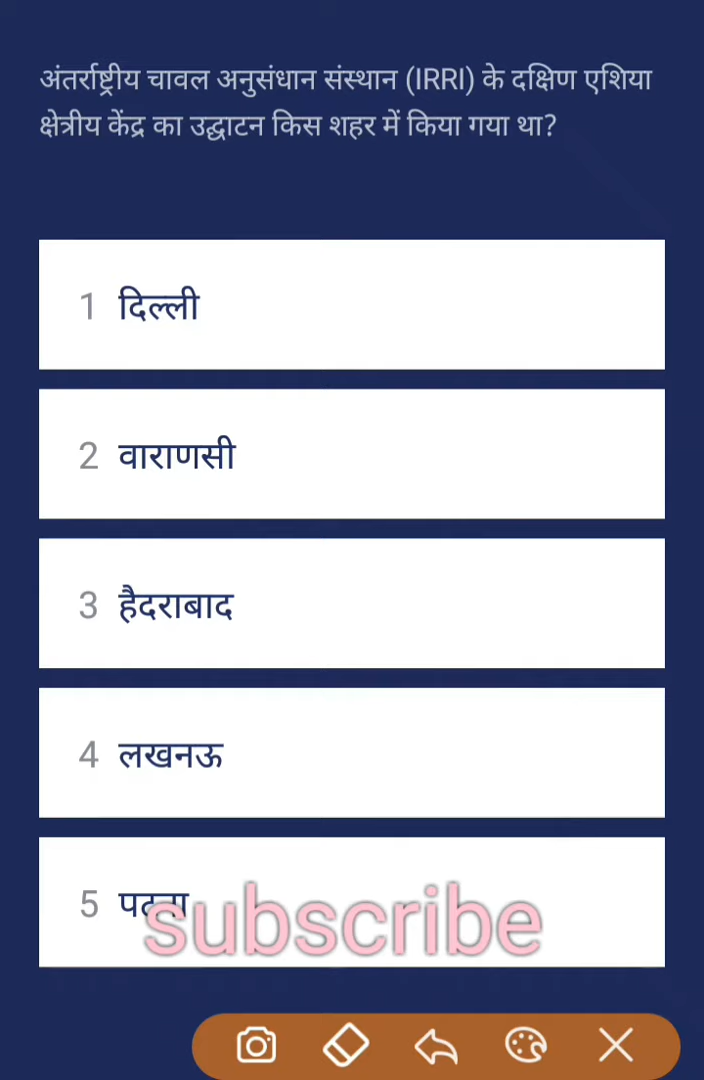 अंतर्राष्ट्रीय चावल अनुसंधान संस्थान (IRRI) के दक्षिण एशिया
क्षेत्रीय केंद्र का उद्घाटन किस शहर में किया गया था?
1 दिल्ली
2 वाराणसी
3 हैदराबाद
4 लखनऊ
5 पटना
subscribe